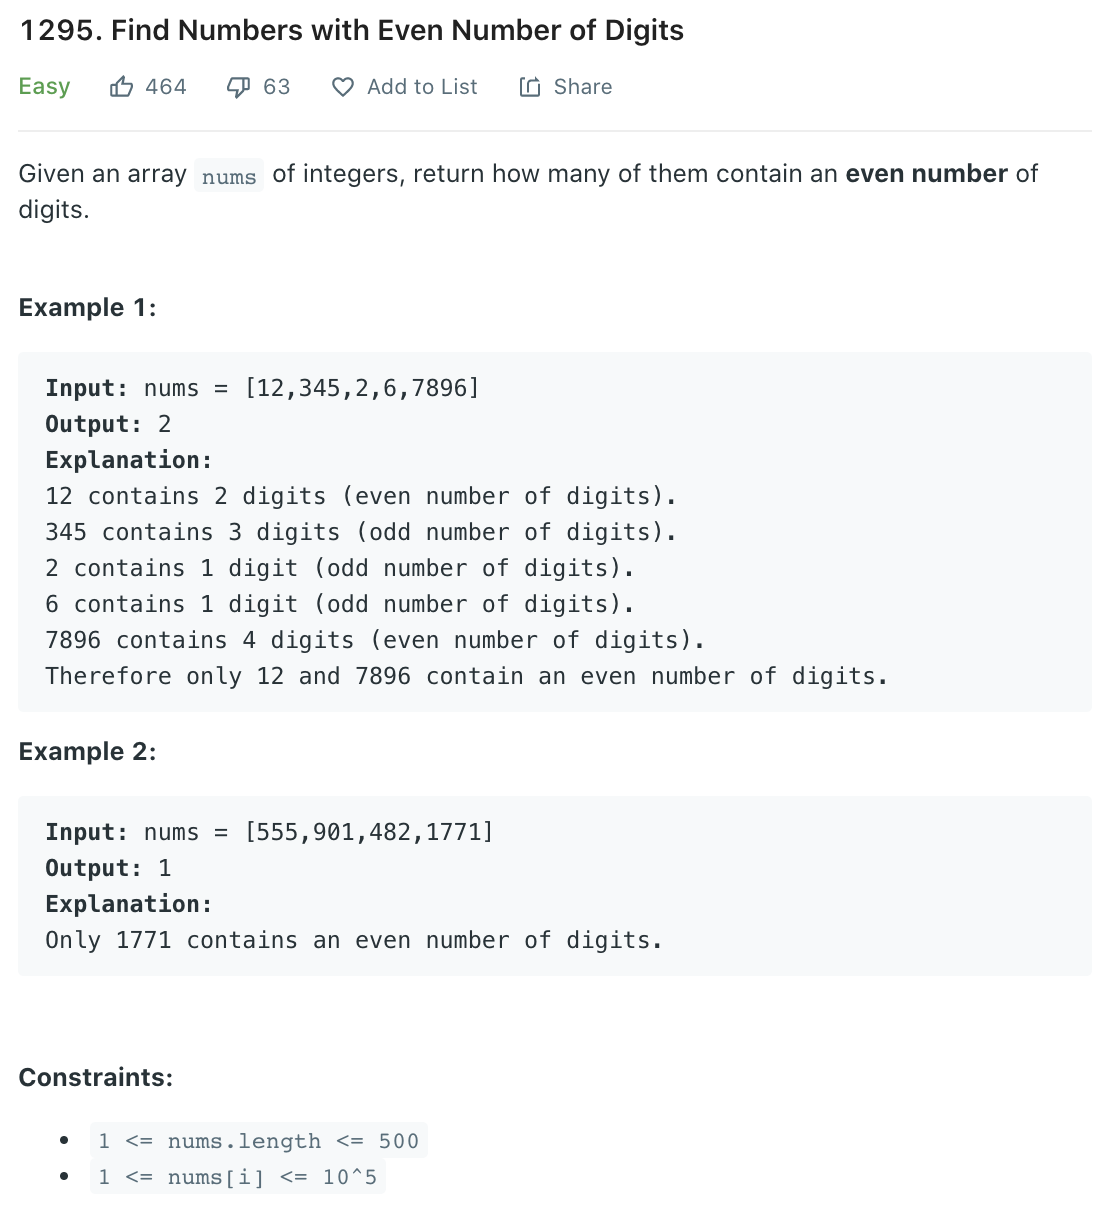 1295. Find Numbers with Even Number of Digits
Easy 464 63 Add to List Share
Given an array nums of integers, return how many of them contain an even number of
digits.
Example 1:
Input: nums = [12,345,2,6,7896]
Output: 2
Explanation:
12 contains 2 digits (even number of digits).
345 contains 3 digits (odd number of digits).
2 contains 1 digit (odd number of digits).
6 contains 1 digit (odd number of digits).
7896 contains 4 digits (even number of digits).
Therefore only 12 and 7896 contain an even number of digits.
Example 2:
Input: nums = [555,901,482,1771]
Output: 1
Explanation:
Only 1771 contains an even number of digits.
Constraints:
• 1 <= nums.length <= 500
• 1 <= nums[i] <= 10^5